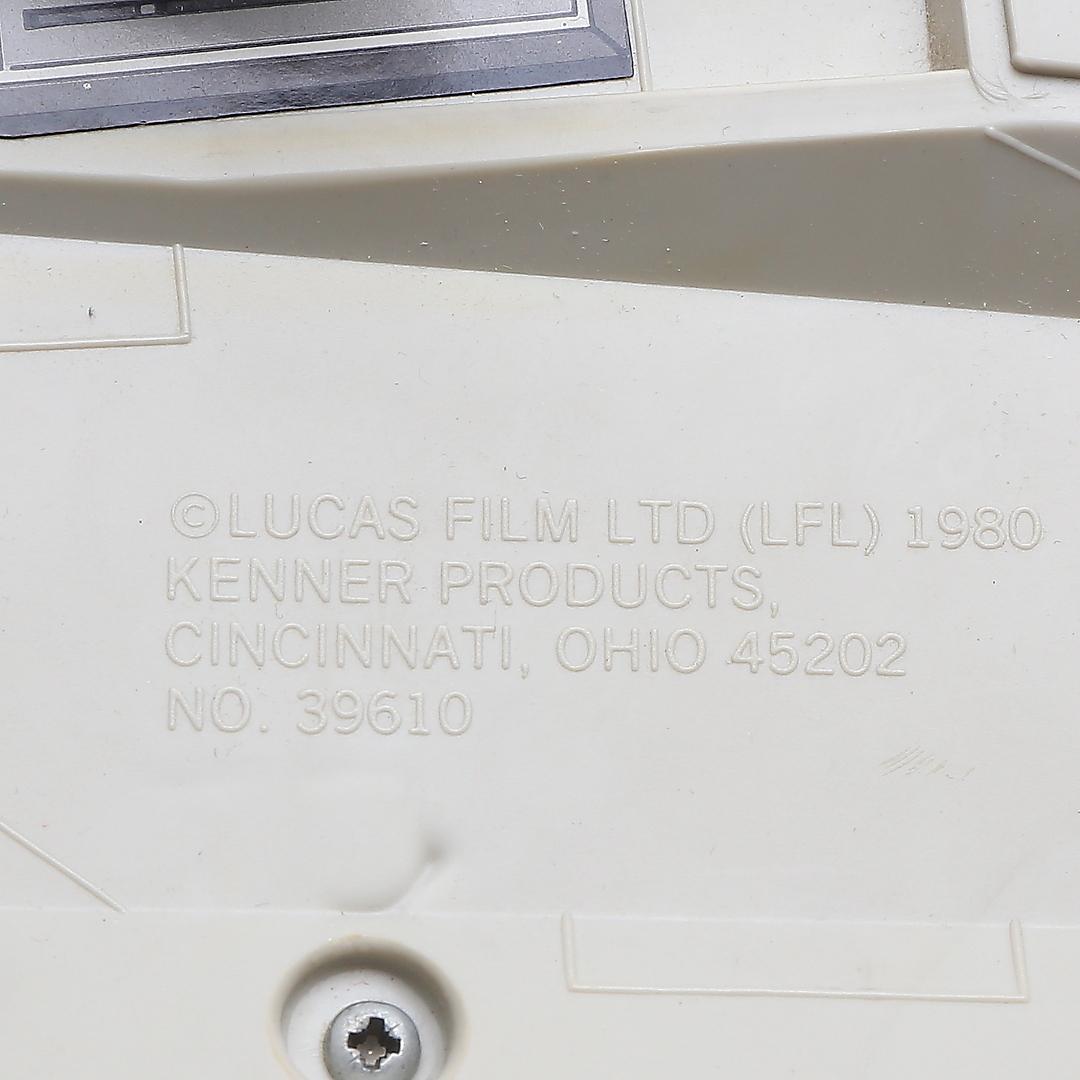 ©LUCAS FILM LTD (LFL) 1980
KENNER PRODUCTS,
CINCINNATI, OHIO 45202
NO. 39610